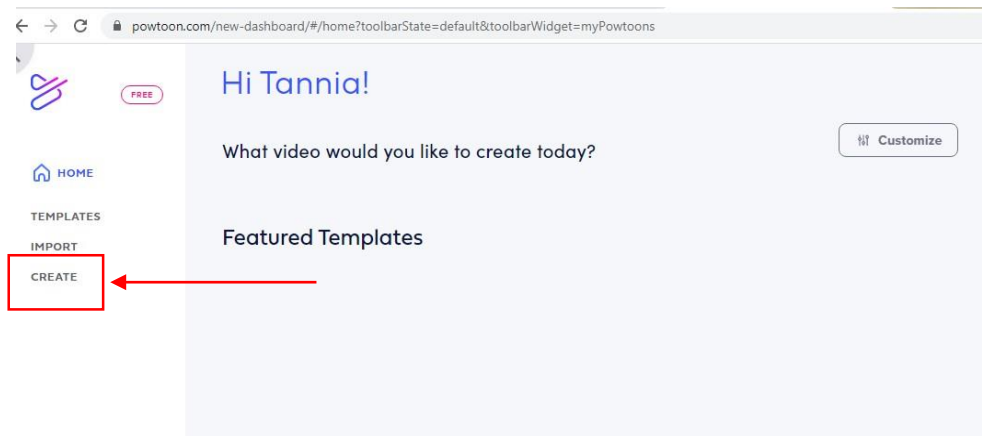 powtoon.com/new-dashboard/#/home?toolbarState=default&toolbarWidget=myPowtoons
FREE
Hi Tannia!
What video would you like to create today?
Customize
HOME
TEMPLATES
Featured Templates
IMPORT
CREATE